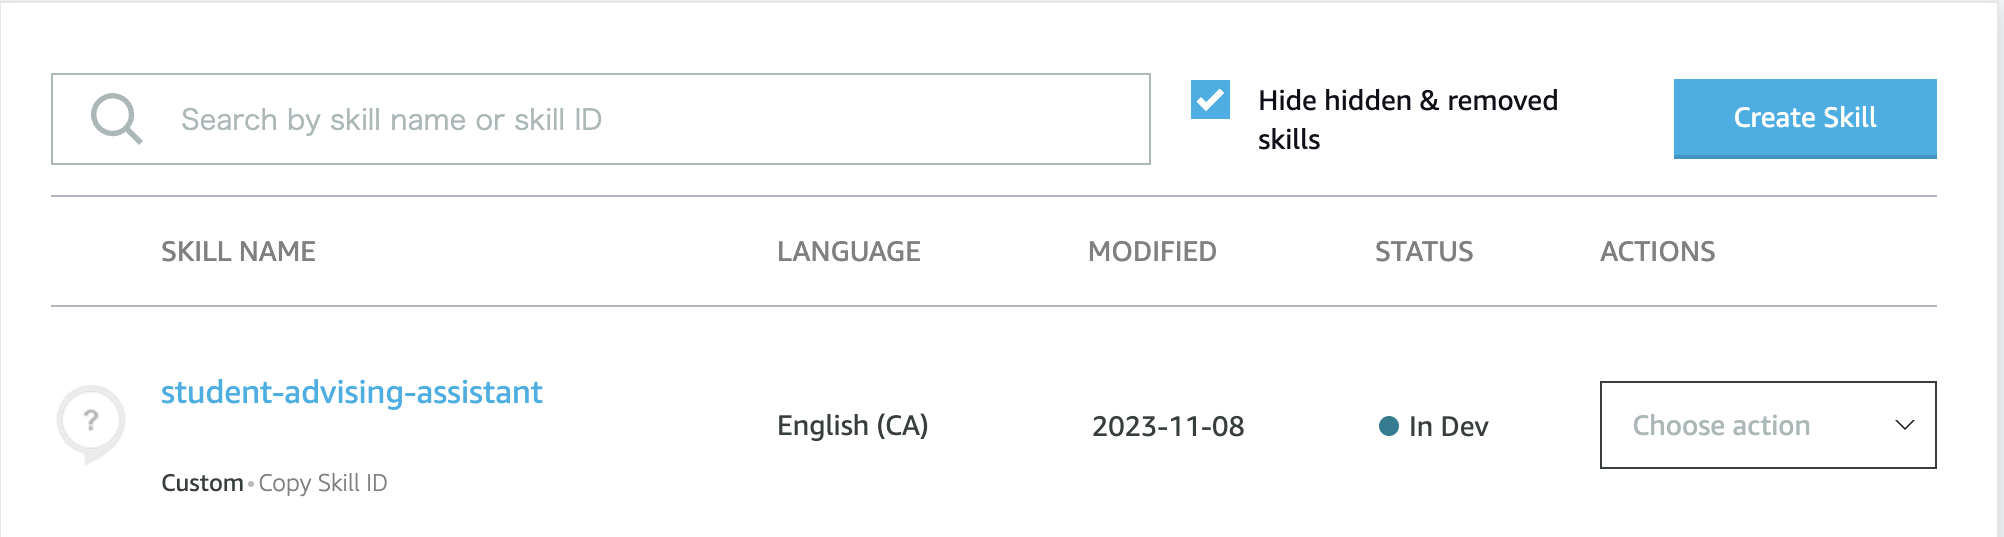 Search by skill name or skill ID
Hide hidden & removed
skills
Create Skill
SKILL NAME
LANGUAGE
MODIFIED
STATUS
ACTIONS
student-advising-assistant
?
English (CA)
2023-11-08
In Dev
Choose action
Custom • Copy Skill ID